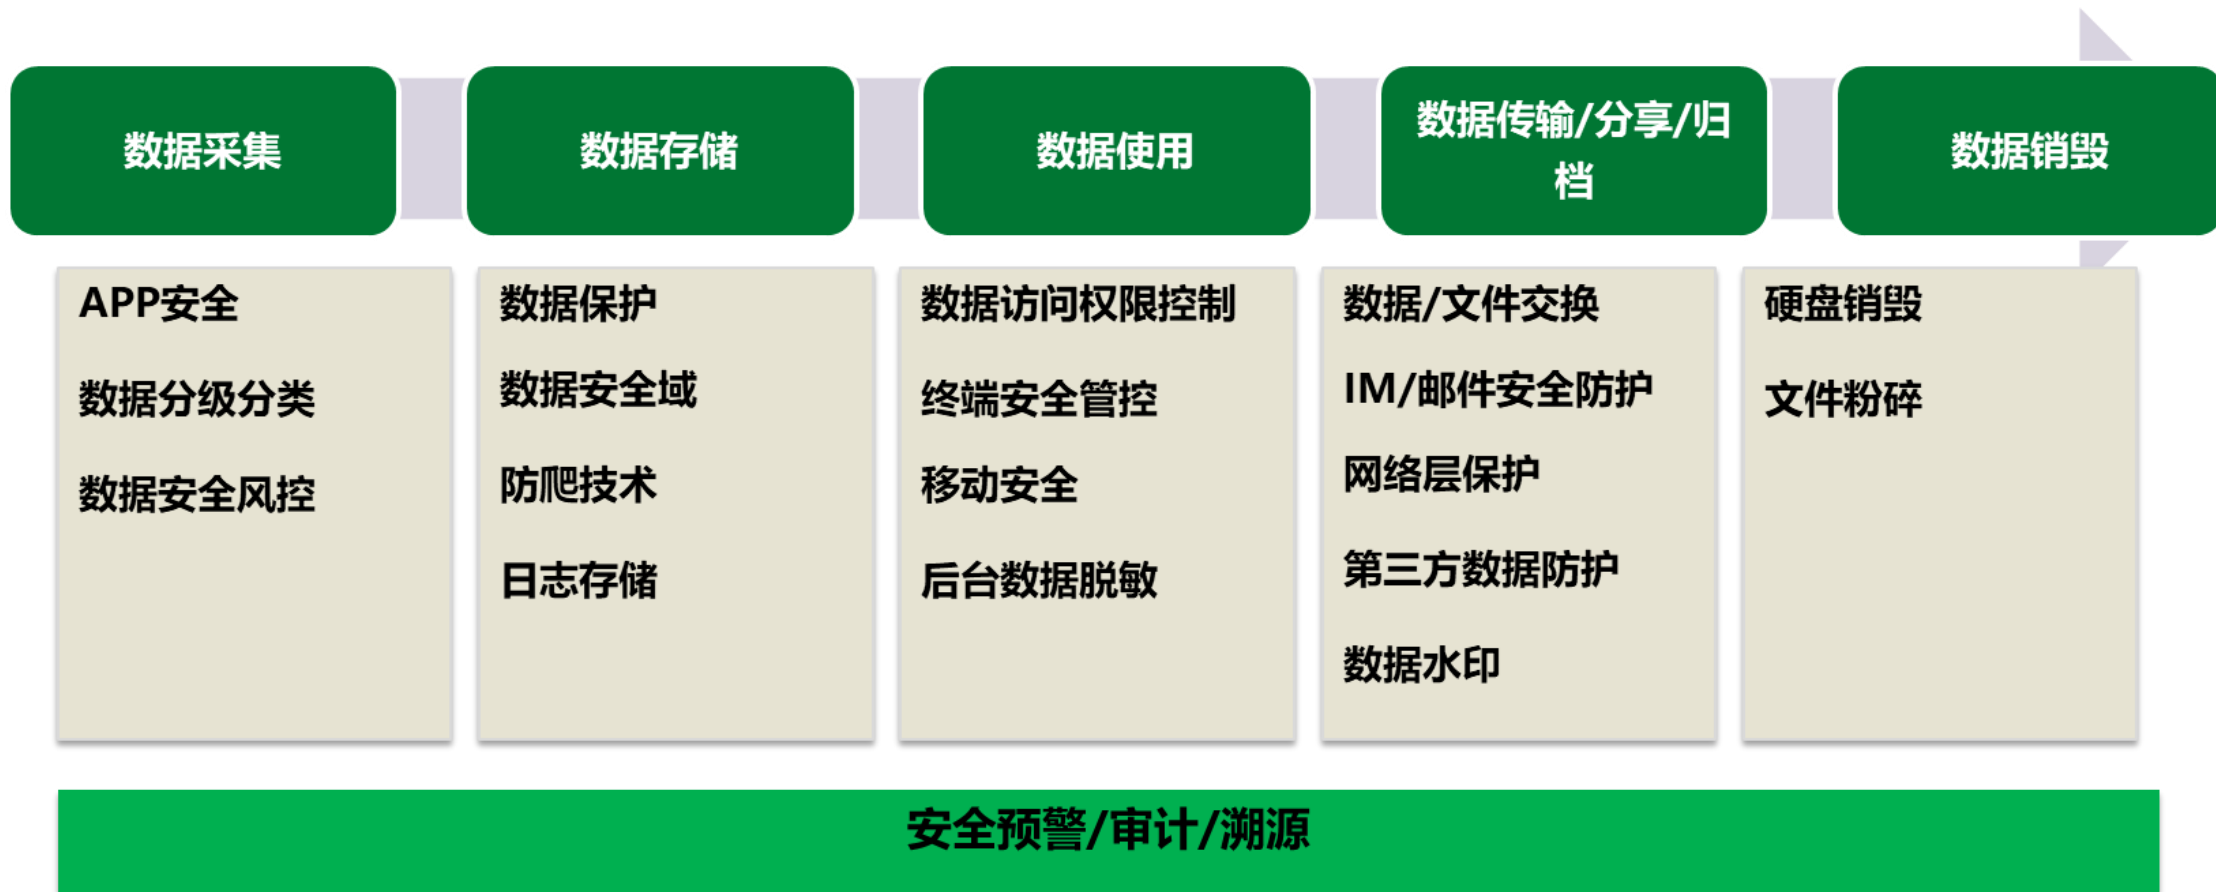 数据采集
数据存储
数据使用
数据传输/分享/归
档
数据销毁
APP安全
数据分级分类
数据安全风控
数据保护
数据安全域
防爬技术
日志存储
数据访问权限控制
终端安全管控
移动安全
后台数据脱敏
数据/文件交换
IM/邮件安全防护
网络层保护
第三方数据防护
数据水印
硬盘销毁
文件粉碎
安全预警/审计/溯源